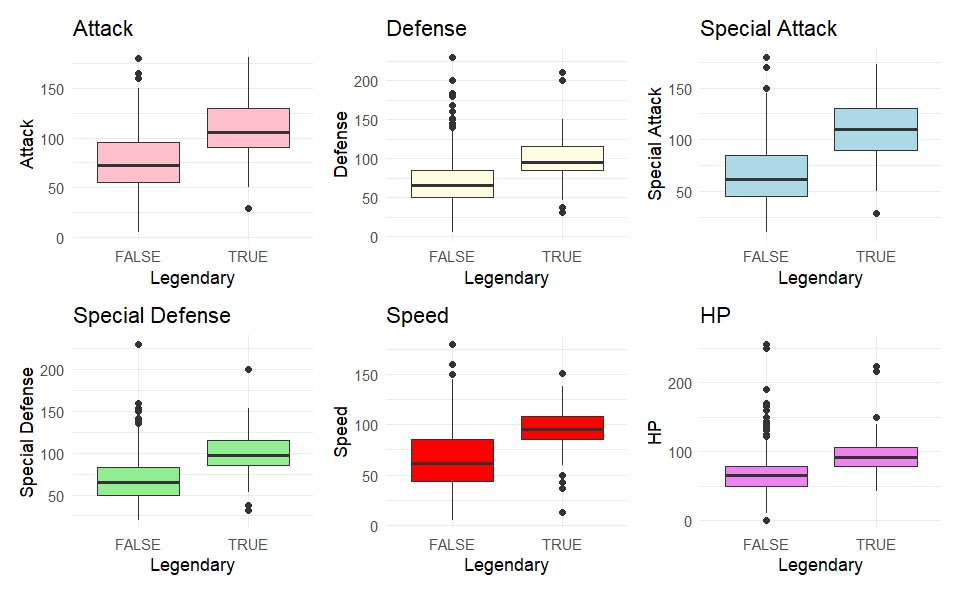 Attack
Attack
150
100
50
0
FALSE TRUE
Legendary
Defense
Defense
200
150
100
50
0
FALSE TRUE
Legendary
Special Attack
Special Attack
150
100
50
FALSE TRUE
Legendary
Special Defense
Special Defense
200
150
100
50
FALSE TRUE
Legendary
Speed
Speed
150
100
50
0
FALSE TRUE
Legendary
HP
HP
200
100
0
FALSE TRUE
Legendary